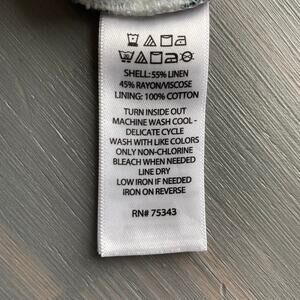 SHELL: 55% LINEN
45% RAYON/VISCOSE
LINING: 100% COTTON
TURN INSIDE OUT
MACHINE WASH COOL -
DELICATE CYCLE
WASH WITH LIKE COLORS
ONLY NON-CHLORINE
BLEACH WHEN NEEDED
LINE DRY
LOW IRON IF NEEDED
IRON ON REVERSE
RN# 75343